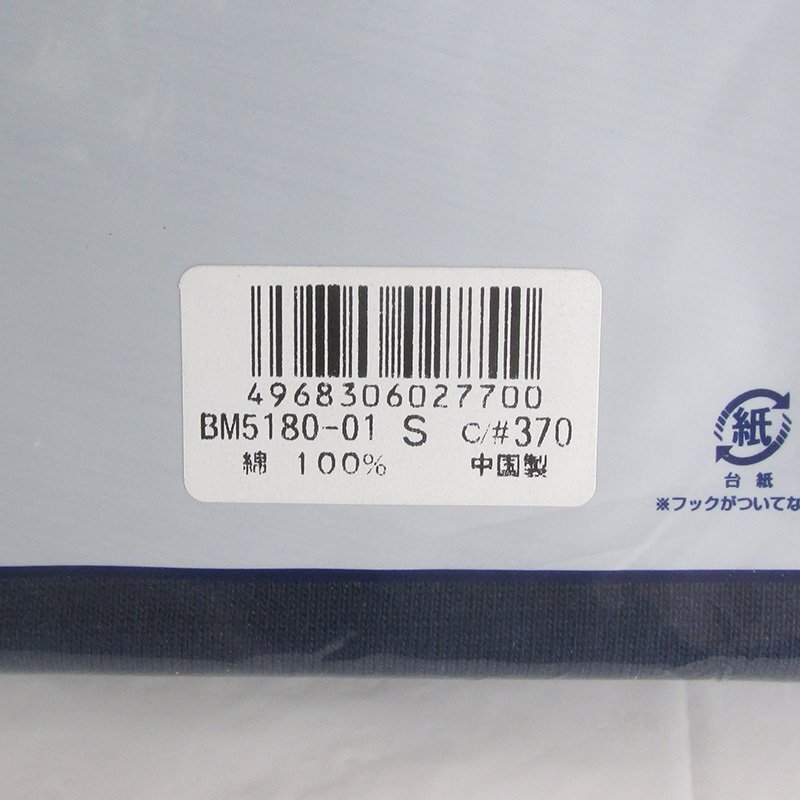 4968306027700
BM5180-01 S C/#370
綿 100% 中国製
紙
台紙
※フックがついてな